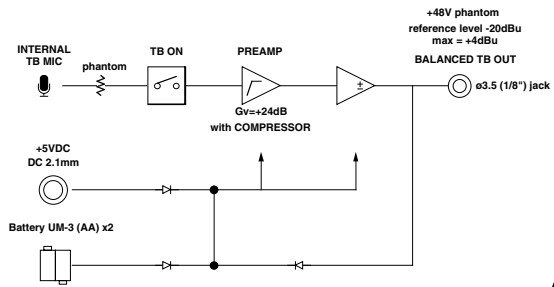 +48V phantom
reference level -20dBu
max = +4dBu
BALANCED TB OUT
INTERNAL
TB MIC
phantom
TB ON
PREAMP
±
ø3.5 (1/8") jack
Gv=+24dB
with COMPRESSOR
+5VDC
DC 2.1mm
Battery UM-3 (AA) x2